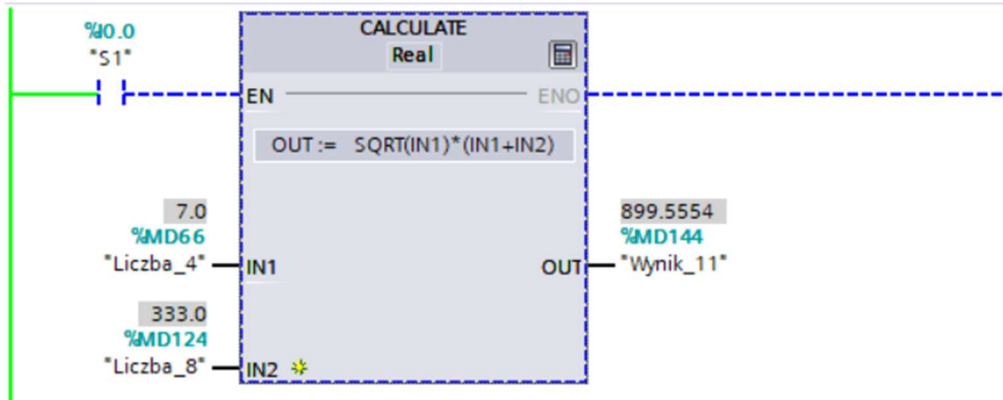 %I0.0
"S1"
CALCULATE
Real
EN
ENO
OUT := SQRT(IN1)*(IN1+IN2)
7.0
%MD66
"Liczba_4"
IN1
899.5554
%MD144
"Wynik_11"
OUT
333.0
%MD124
"Liczba_8"
IN2